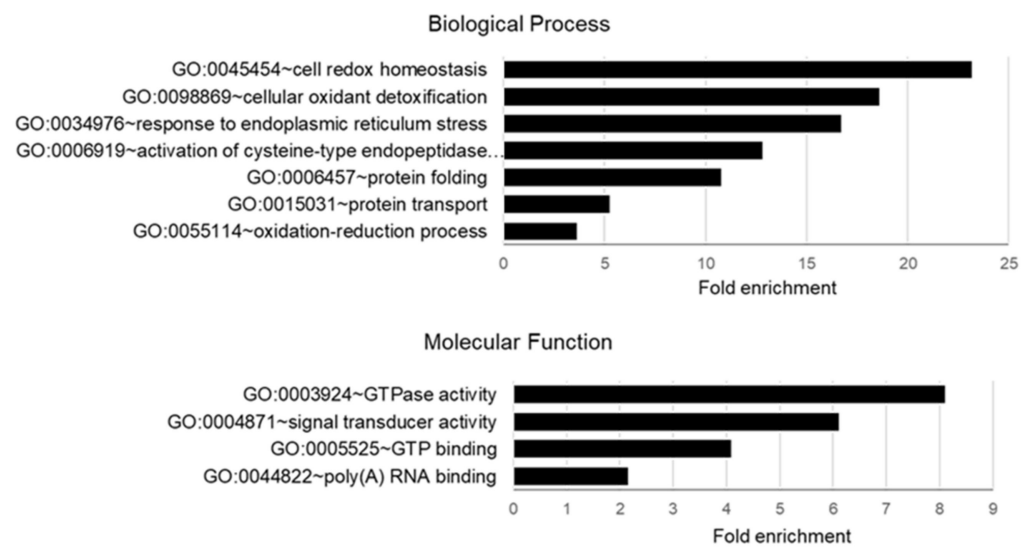 Biological Process
GO:0045454~cell redox homeostasis
GO:0098869~cellular oxidant detoxification
GO:0034976~response to endoplasmic reticulum stress
GO:0006919~activation of cysteine-type endopeptidase…
GO:0006457~protein folding
GO:0015031~protein transport
GO:0055114~oxidation-reduction process
0 5 10 15 20 25
Fold enrichment
Molecular Function
GO:0003924~GTPase activity
GO:0004871~signal transducer activity
GO:0005525~GTP binding
GO:0044822~poly(A) RNA binding
0 1 2 3 4 5 6 7 8 9
Fold enrichment